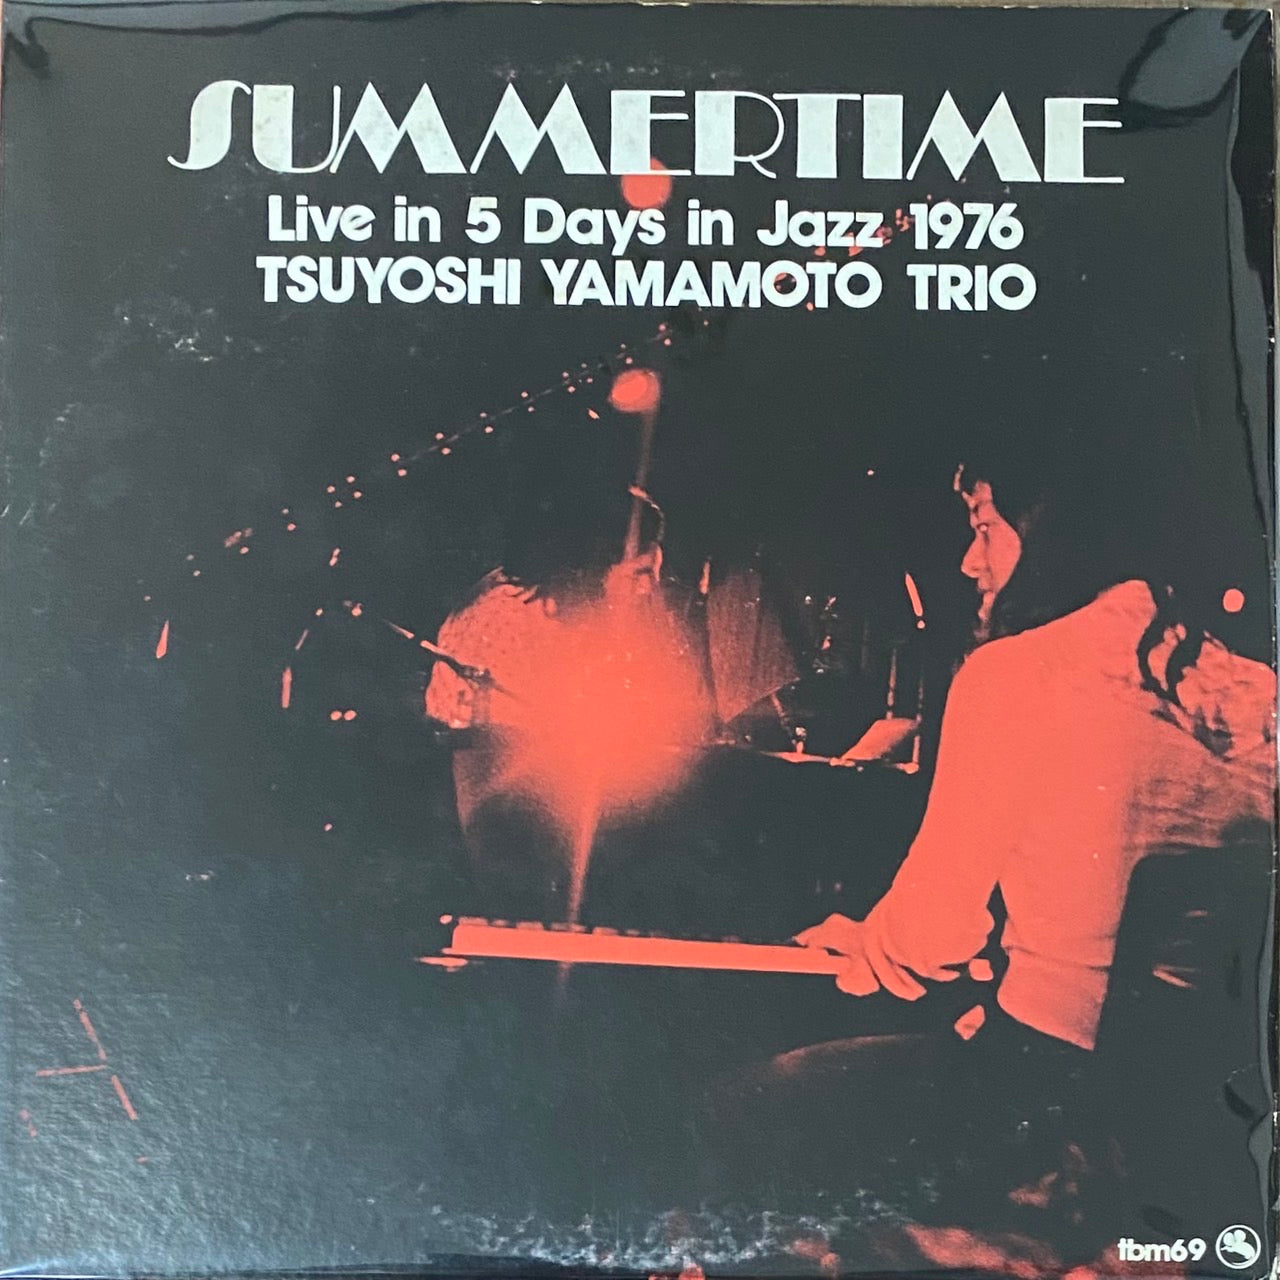 SUMMERTIME
Live in 5 Days in Jazz 1976
TSUYOSHI YAMAMOTO TRIO
tbm69